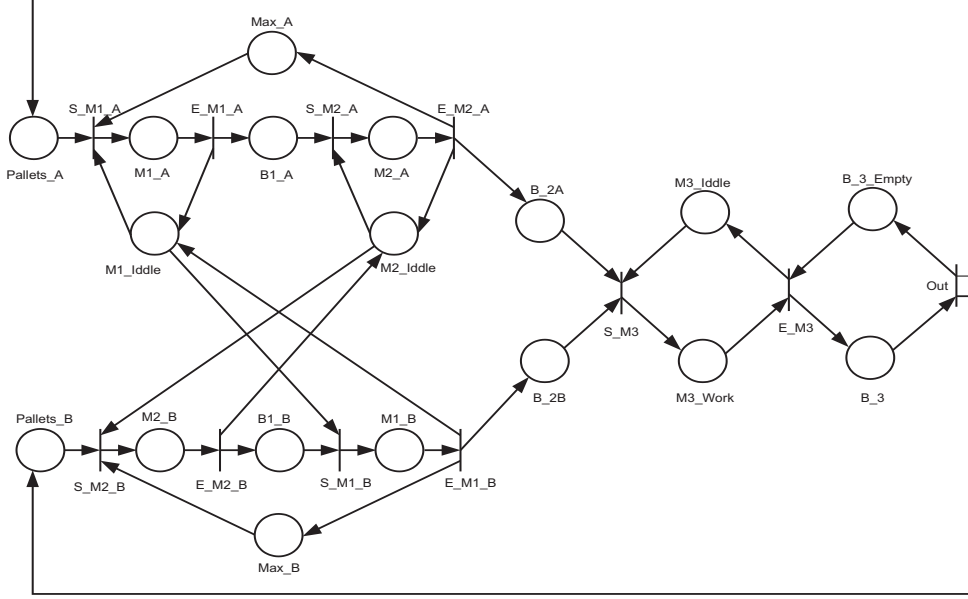 Max_A
S_M1_A
E_M1_A
S_M2_A
E_M2_A
Pallets_A
M1_A
B1_A
M2_A
B_2A
M3_Iddle
B_3_Empty
M1_Iddle
M2_Iddle
Out
S_M3
E_M3
B_2B
M3_Work
B_3
Pallets_B
M2_B
B1_B
M1_B
S_M2_B
E_M2_B
S_M1_B
E_M1_B
Max_B